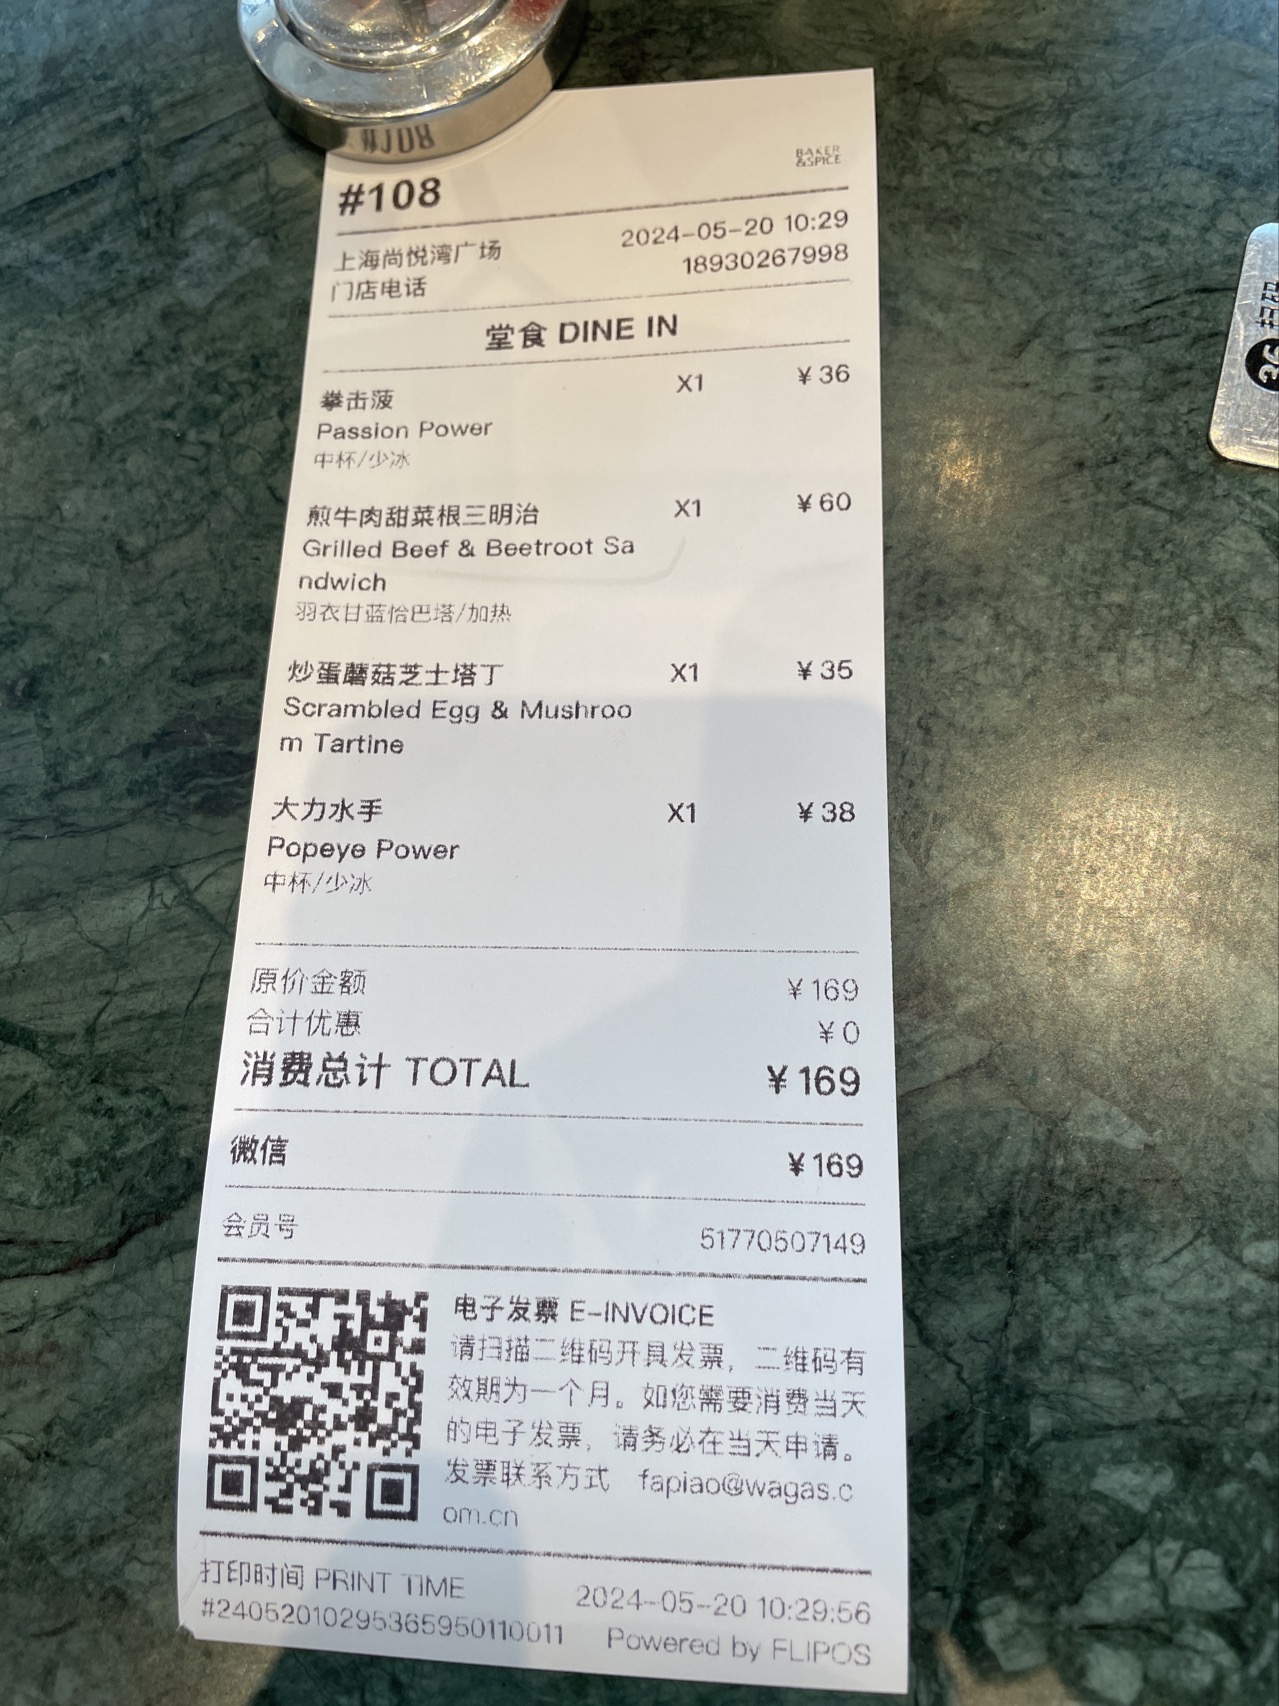 BAKER
&SPICE
#108
上海尚悦湾广场 2024-05-20 10:29
门店电话 18930267998
堂食 DINE IN
拳击菠 X1 ¥36
Passion Power
中杯/少冰
煎牛肉甜菜根三明治 X1 ¥60
Grilled Beef & Beetroot Sa
ndwich
羽衣甘蓝恰巴塔/加热
炒蛋蘑菇芝士塔丁 X1 ¥35
Scrambled Egg & Mushroo
m Tartine
大力水手 X1 ¥38
Popeye Power
中杯/少冰
原价金额 ¥169
合计优惠 ¥0
消费总计 TOTAL ¥169
微信 ¥169
会员号 51770507149
电子发票 E-INVOICE
请扫描二维码开具发票，二维码有
效期为一个月。如您需要消费当天
的电子发票，请务必在当天申请。
发票联系方式 fapiao@wagas.c
om.cn
打印时间 PRINT TIME 2024-05-20 10:29:56
#24052010295365950110011 Powered by FLIPOS
扫码
36